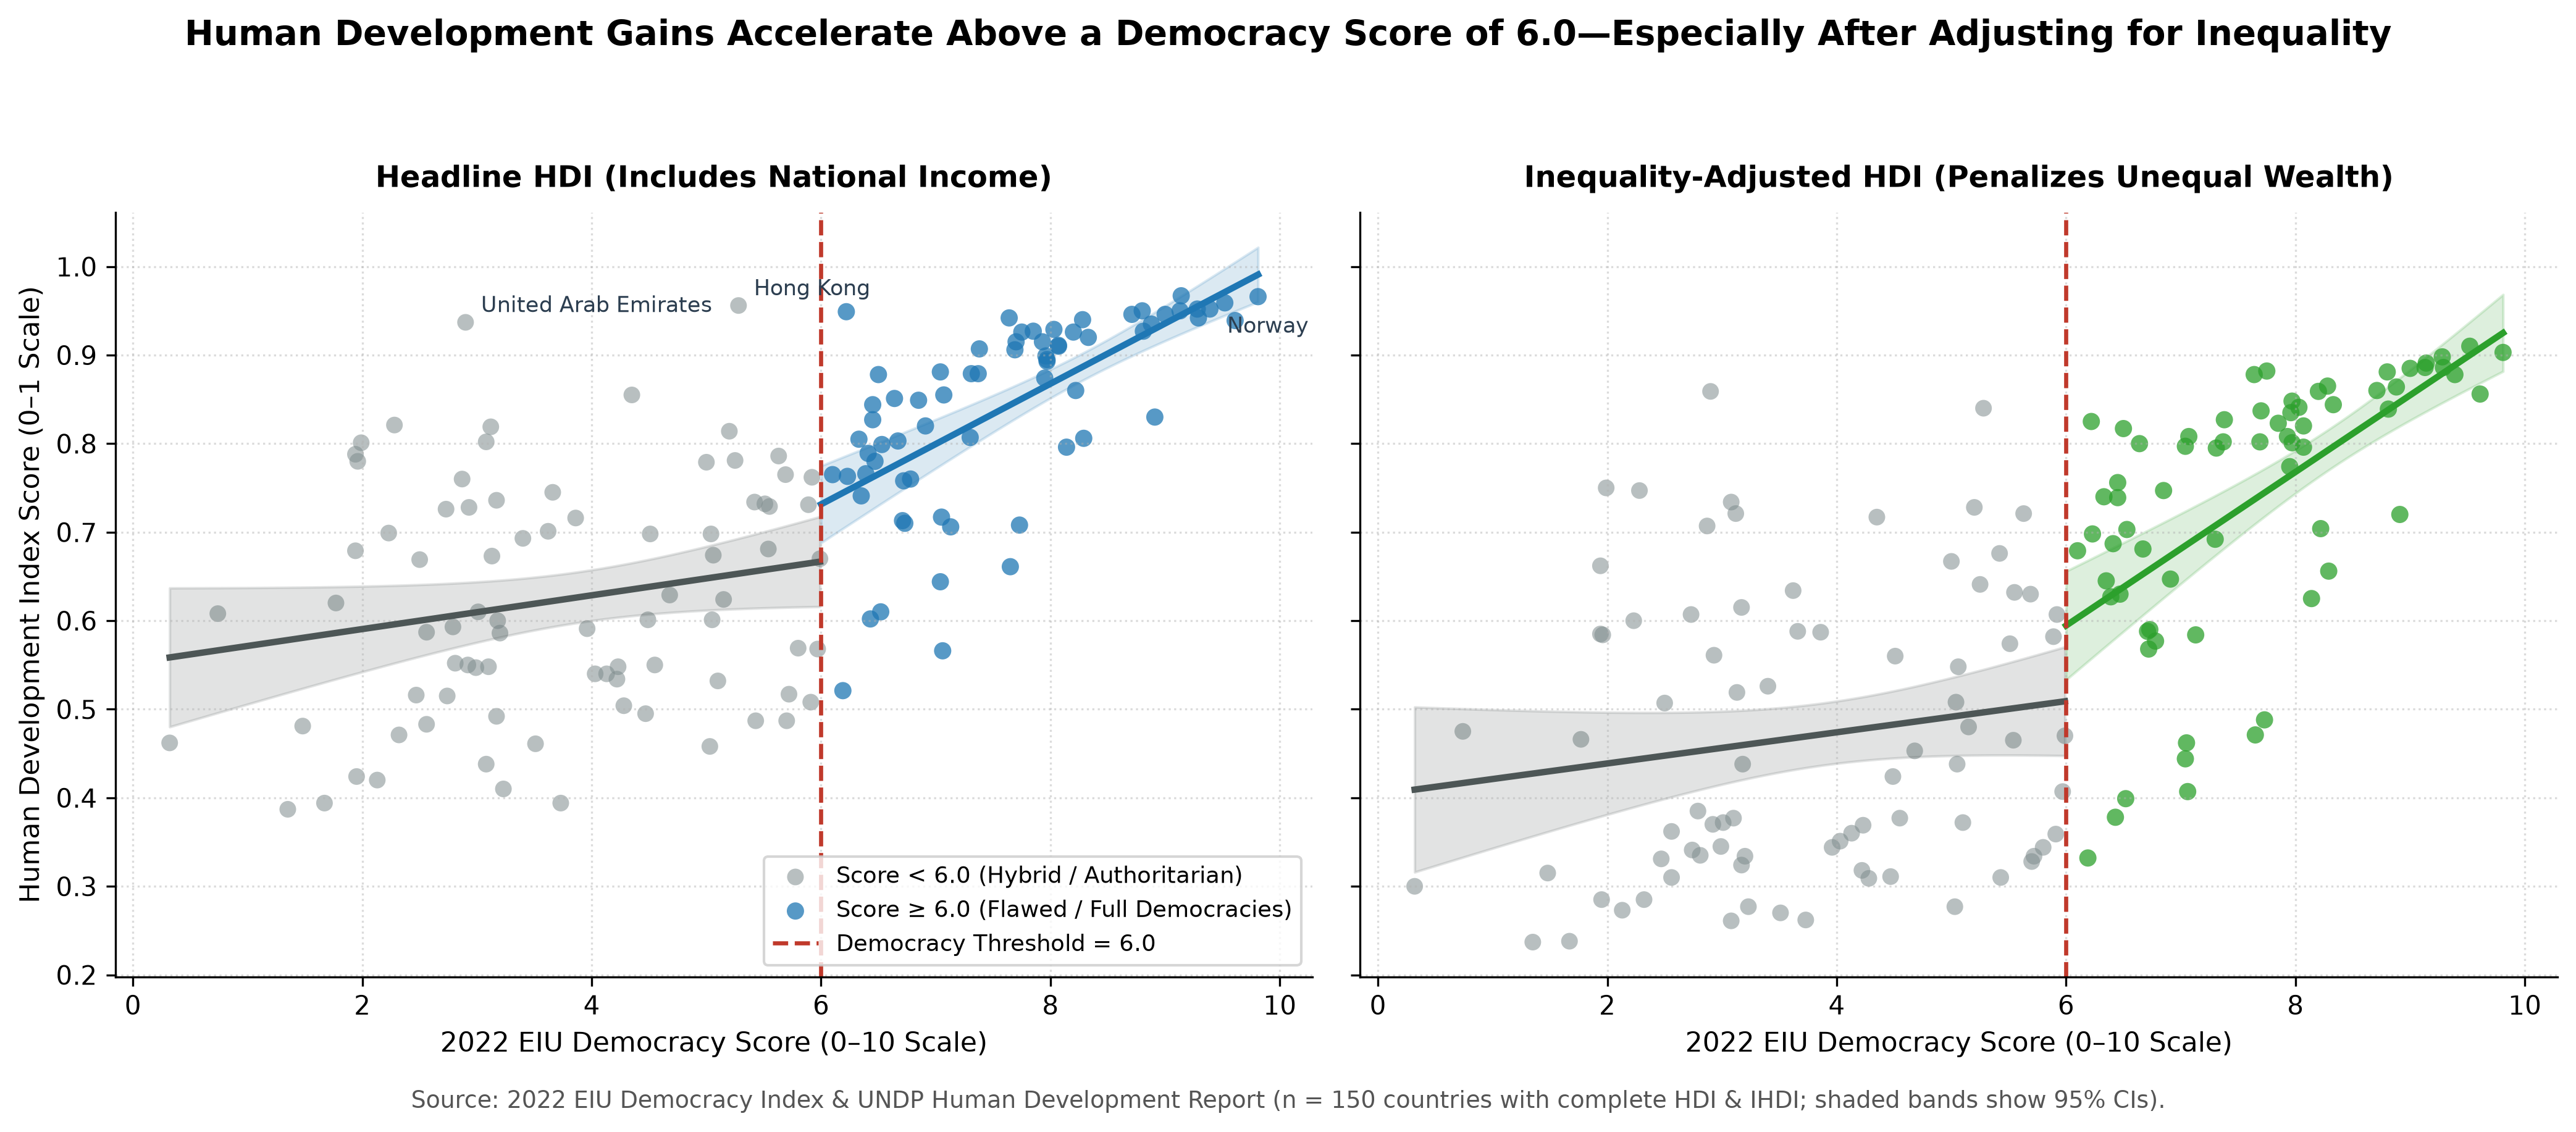 Human Development Gains Accelerate Above a Democracy Score of 6.0—Especially After Adjusting for Inequality
Headline HDI (Includes National Income)
Human Development Index Score (0–1 Scale)
1.0
0.9
0.8
0.7
0.6
0.5
0.4
0.3
0.2
United Arab Emirates
Hong Kong
Norway
Score < 6.0 (Hybrid / Authoritarian)
Score ≥ 6.0 (Flawed / Full Democracies)
Democracy Threshold = 6.0
0 2 4 6 8 10
2022 EIU Democracy Score (0–10 Scale)
Inequality-Adjusted HDI (Penalizes Unequal Wealth)
0 2 4 6 8 10
2022 EIU Democracy Score (0–10 Scale)
Source: 2022 EIU Democracy Index & UNDP Human Development Report (n = 150 countries with complete HDI & IHDI; shaded bands show 95% CIs).